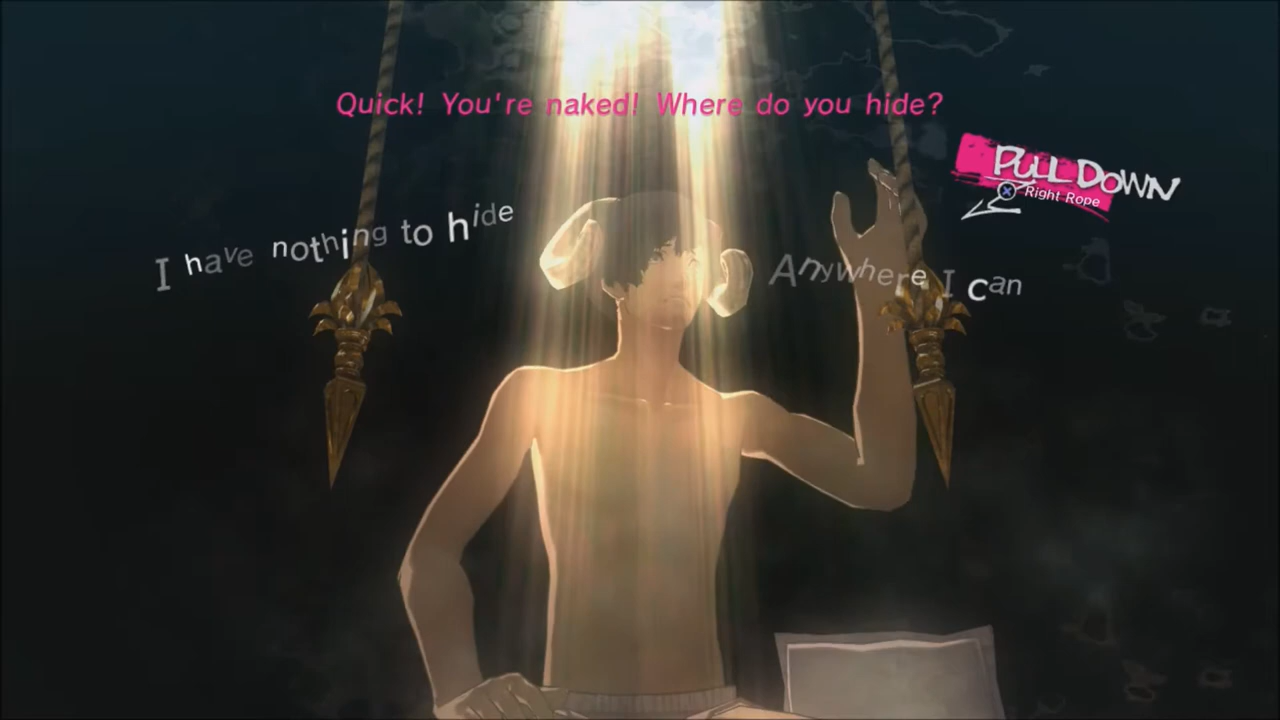 Quick! You're naked! Where do you hide?
PULL DOWN
Right Rope
I have nothing to hide
Anywhere I can